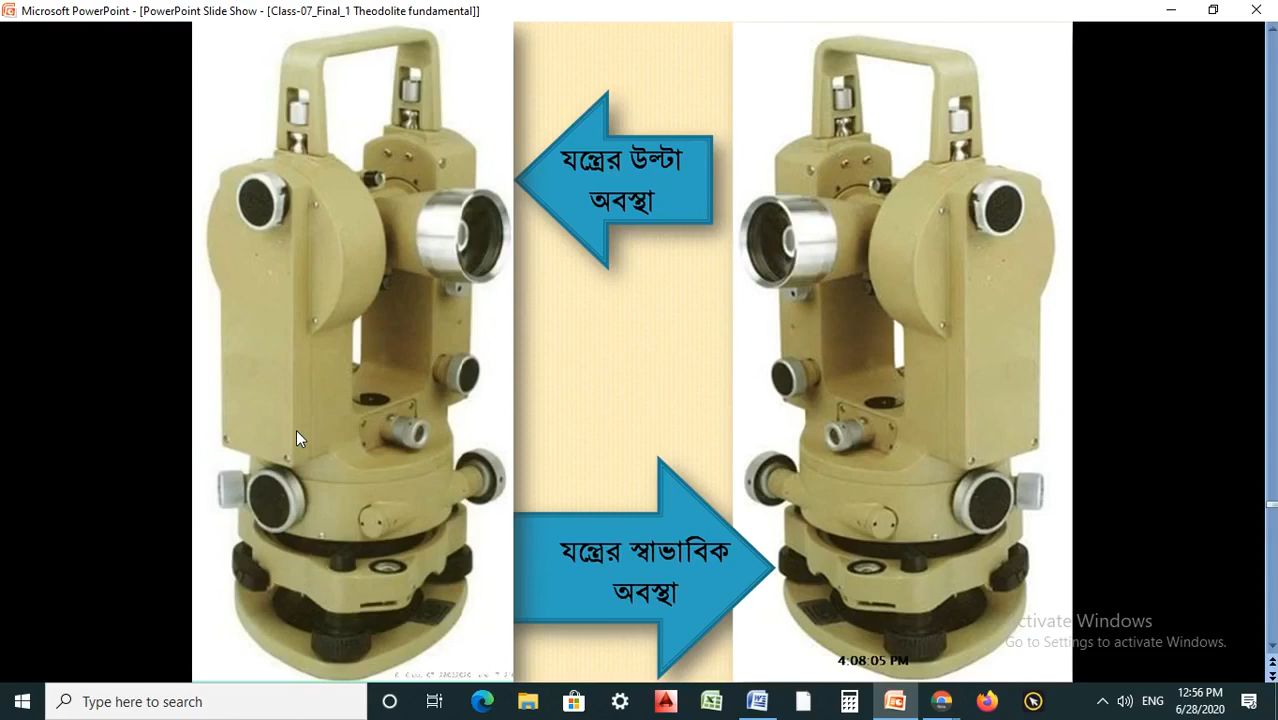 Microsoft PowerPoint - [PowerPoint Slide Show - [Class-07_Final_1 Theodolite fundamental]]
যন্ত্রের উল্টা
অবস্থা
যন্ত্রের স্বাভাবিক
অবস্থা
Activate Windows
Go to Settings to activate Windows.
4:08:05 PM
Type here to search
ENG
12:56 PM
6/28/2020